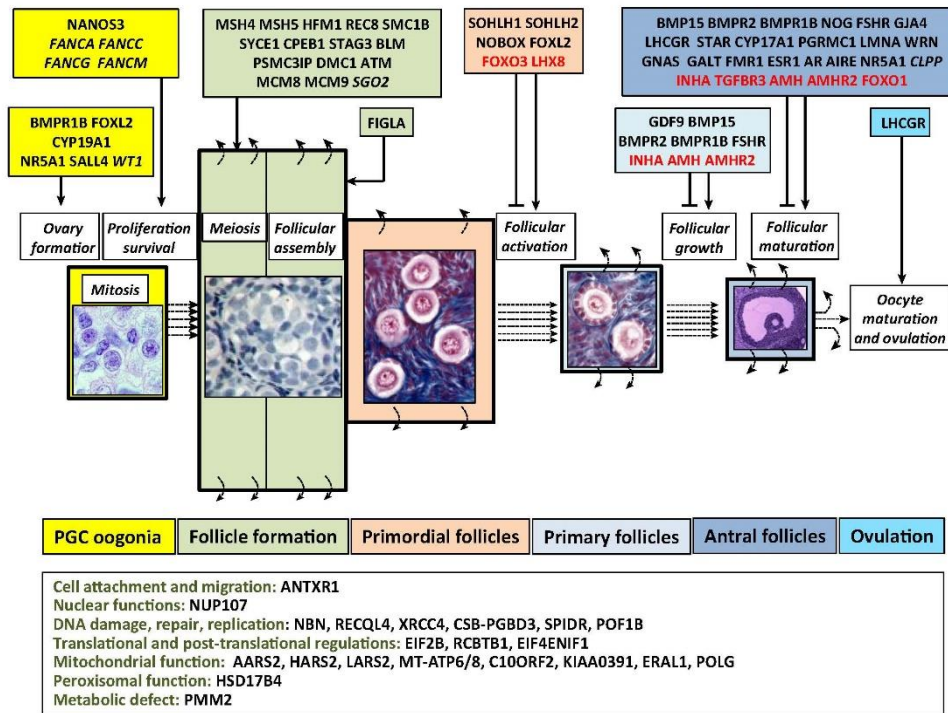 NANOS3
FANCA FANCC
FANCG FANCM
MSH4 MSH5 HFM1 REC8 SMC1B
SYCE1 CPEB1 STAG3 BLM
PSMC3IP DMC1 ATM
MCM8 MCM9 SGO2
SOHLH1 SOHLH2
NOBOX FOXL2
FOXO3 LHX8
BMP15 BMPR2 BMPR1B NOG FSHR GJA4
LHCGR STAR CYP17A1 PGRMC1 LMNA WRN
GNAS GALT FMR1 ESR1 AR AIRE NR5A1 CLPP
INHA TGFBR3 AMH AMHR2 FOXO1
BMPR1B FOXL2
CYP19A1
NR5A1 SALL4 WT1
FIGLA
GDF9 BMP15
BMPR2 BMPR1B FSHR
INHA AMH AMHR2
LHCGR
Ovary
formation
Proliferation
survival
Meiosis
Follicular
assembly
Follicular
activation
Follicular
growth
Follicular
maturation
Mitosis
Oocyte
maturation
and ovulation
PGC oogonia
Follicle formation
Primordial follicles
Primary follicles
Antral follicles
Ovulation
Cell attachment and migration: ANTXR1
Nuclear functions: NUP107
DNA damage, repair, replication: NBN, RECQL4, XRCC4, CSB-PGBD3, SPIDR, POF1B
Translational and post-translational regulations: EIF2B, RCBTB1, EIF4ENIF1
Mitochondrial function: AARS2, HARS2, LARS2, MT-ATP6/8, C10ORF2, KIAA0391, ERAL1, POLG
Peroxisomal function: HSD17B4
Metabolic defect: PMM2